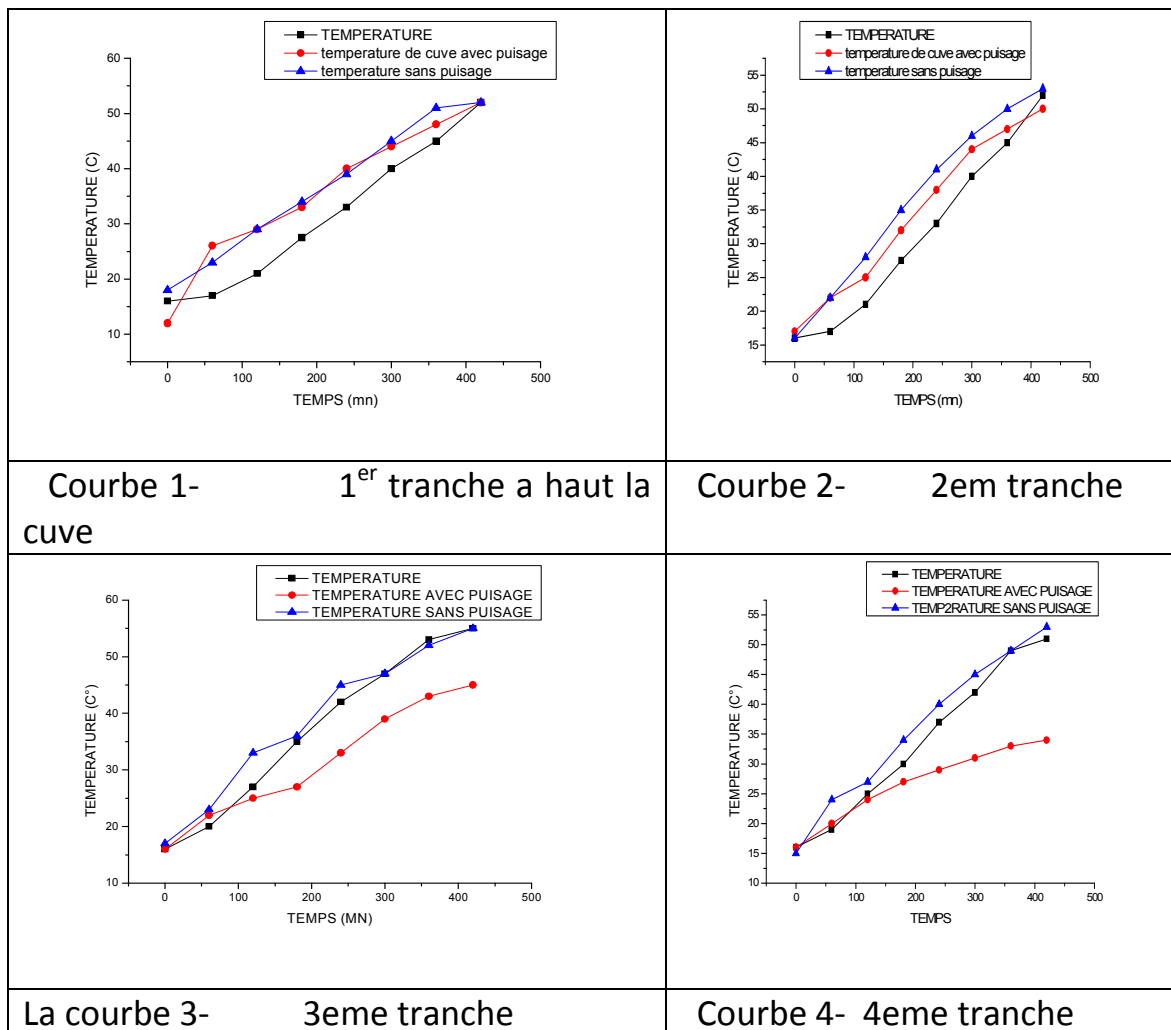 TEMPERATURE
temperature de cuve avec puisage
temperature sans puisage
60
50
40
30
20
10
TEMPERATURE (C)
0
100
200
300
400
500
TEMPS (mn)
TEMPERATURE
temperature de cuve avec puisage
temperature sans puisage
55
50
45
40
35
30
25
20
15
TEMPERATURE (C)
0
100
200
300
400
500
TEMPS (mn)
Courbe 1- 1er tranche a haut la
cuve
Courbe 2- 2em tranche
TEMPERATURE
TEMPERATURE AVEC PUISAGE
TEMPERATURE SANS PUISAGE
60
50
40
30
20
10
TEMPERATURE (C°)
0
100
200
300
400
500
TEMPS (MN)
TEMPERATURE
TEMPERATURE AVEC PUISAGE
TEMP2RATURE SANS PUISAGE
55
50
45
40
35
30
25
20
15
10
TEMPERATURE (C°)
0
100
200
300
400
500
TEMPS
La courbe 3- 3eme tranche
Courbe 4- 4eme tranche